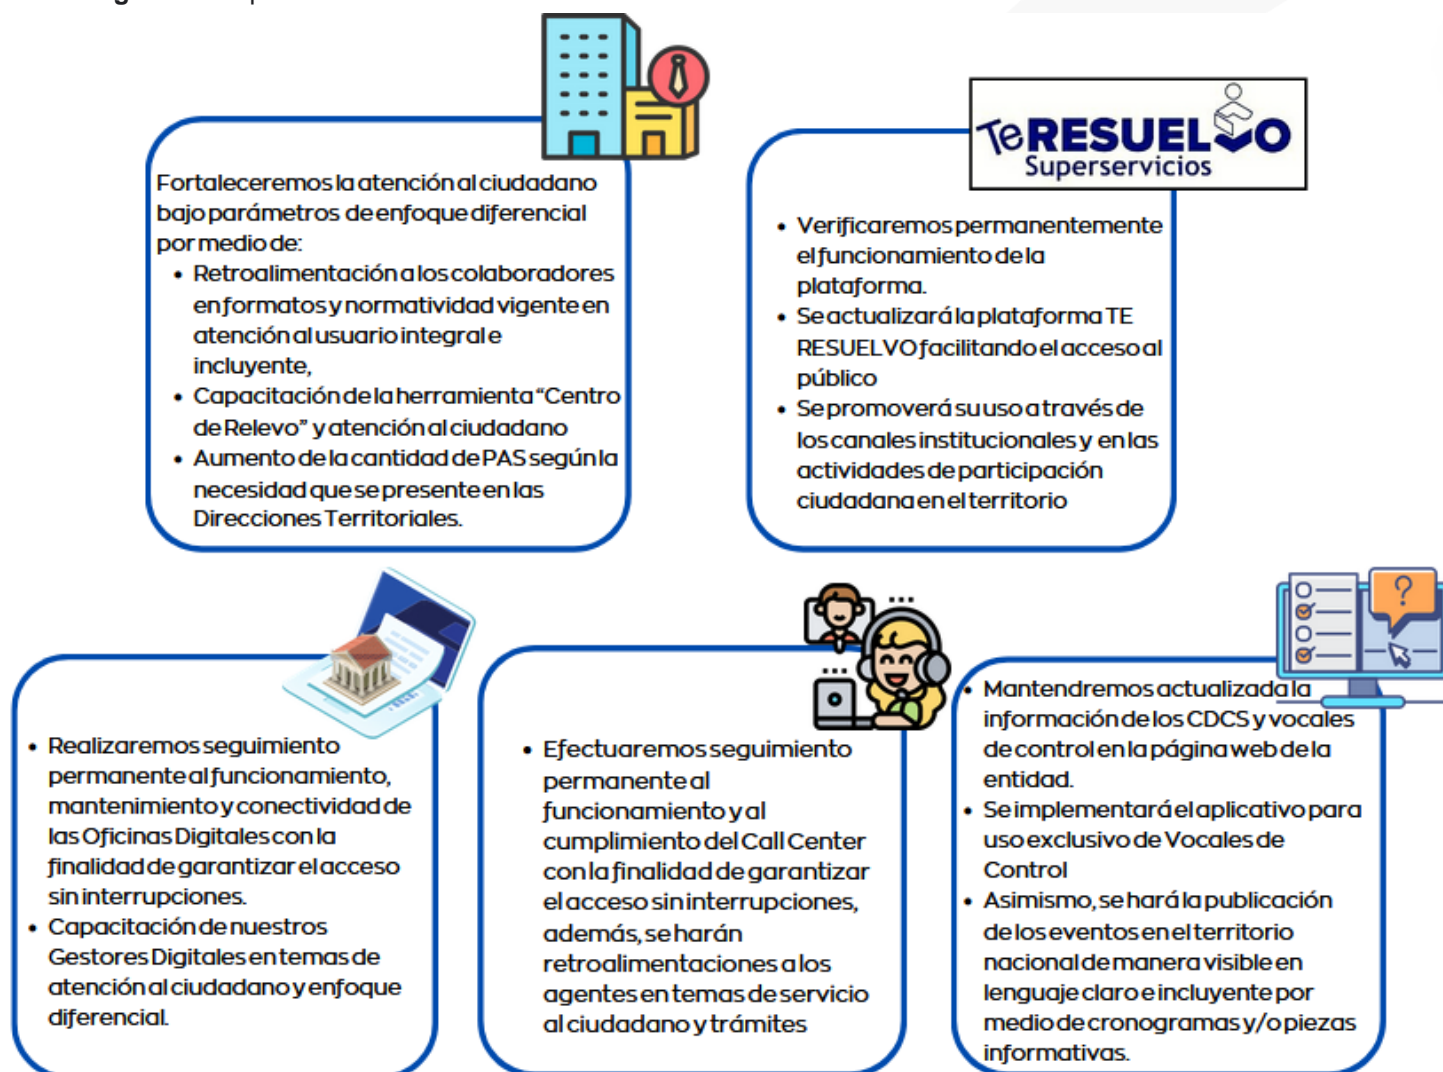 Fortaleceremos la atención al ciudadano
bajo parámetros de enfoque diferencial
por medio de:
• Retroalimentación a los colaboradores
en formatos y normatividad vigente en
atención al usuario integral e
incluyente,
• Capacitación de la herramienta “Centro
de Relevo” y atención al ciudadano
• Aumento de la cantidad de PAS según la
necesidad que se presente en las
Direcciones Territoriales.
Te RESUELVO
Superservicios
• Verificaremos permanentemente
el funcionamiento de la
plataforma.
• Se actualizará la plataforma TE
RESUELVO facilitando el acceso al
público
• Se promoverá su uso a través de
los canales institucionales y en las
actividades de participación
ciudadana en el territorio
• Realizaremos seguimiento
permanente al funcionamiento,
mantenimiento y conectividad de
las Oficinas Digitales con la
finalidad de garantizar el acceso
sin interrupciones.
• Capacitación de nuestros
Gestores Digitales en temas de
atención al ciudadano y enfoque
diferencial.
• Efectuaremos seguimiento
permanente al
funcionamiento y al
cumplimiento del Call Center
con la finalidad de garantizar
el acceso sin interrupciones,
además, se harán
retroalimentaciones a los
agentes en temas de servicio
al ciudadano y trámites
• Mantendremos actualizada la
información de los CDCS y vocales
de control en la página web de la
entidad.
• Se implementará el aplicativo para
uso exclusivo de Vocales de
Control
• Asimismo, se hará la publicación
de los eventos en el territorio
nacional de manera visible en
lenguaje claro e incluyente por
medio de cronogramas y/o piezas
informativas.